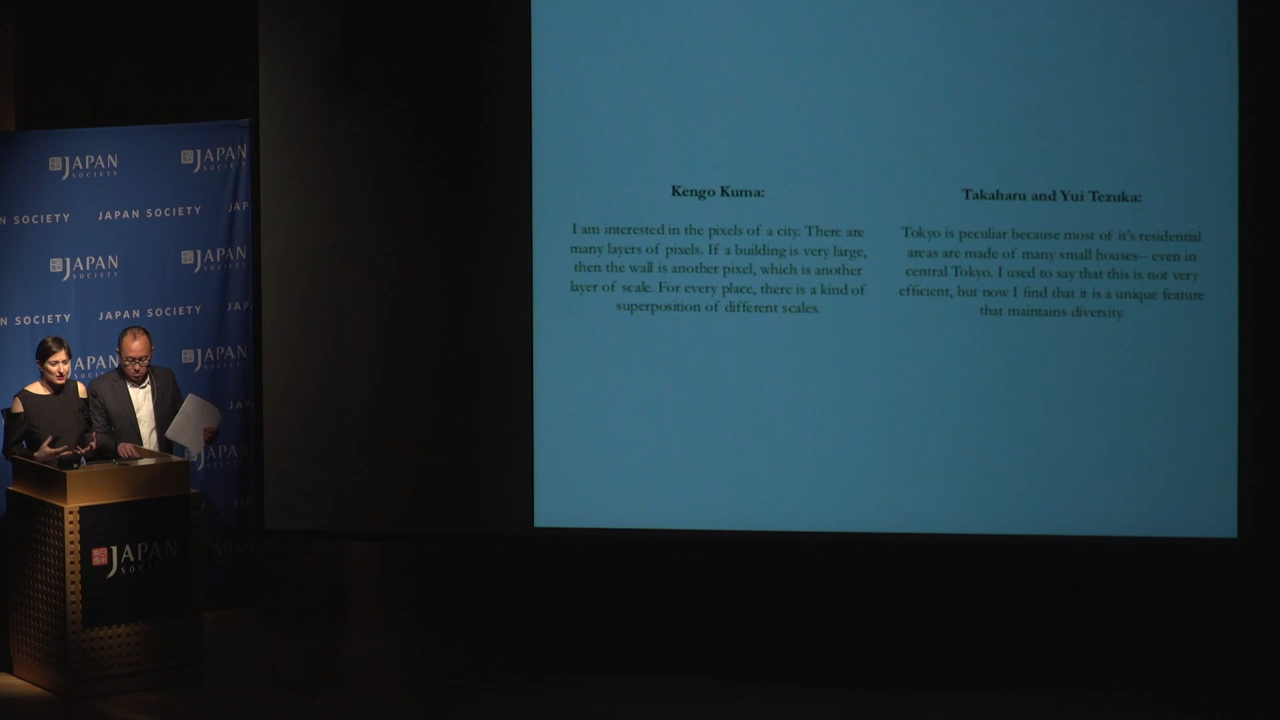 JAPAN
SOCIETY
JAPAN
SOCIETY
N SOCIETY
JAPAN SOCIETY
JAP
JAPAN
SOCIETY
JAPAN
SOCIETY
N SOCIETY
JAPAN SOCIETY
JAPAN
JAPAN
SOCIETY
JAPAN
SOCIETY
JAPAN
SOCIETY
Kengo Kuma:
I am interested in the pixels of a city. There are
many layers of pixels. If a building is very large,
then the wall is another pixel, which is another
layer of scale. For every place, there is a kind of
superposition of different scales.
Takaharu and Yui Tezuka:
Tokyo is peculiar because most of it's residential
areas are made of many small houses-- even in
central Tokyo. I used to say that this is not very
efficient, but now I find that it is a unique feature
that maintains diversity.